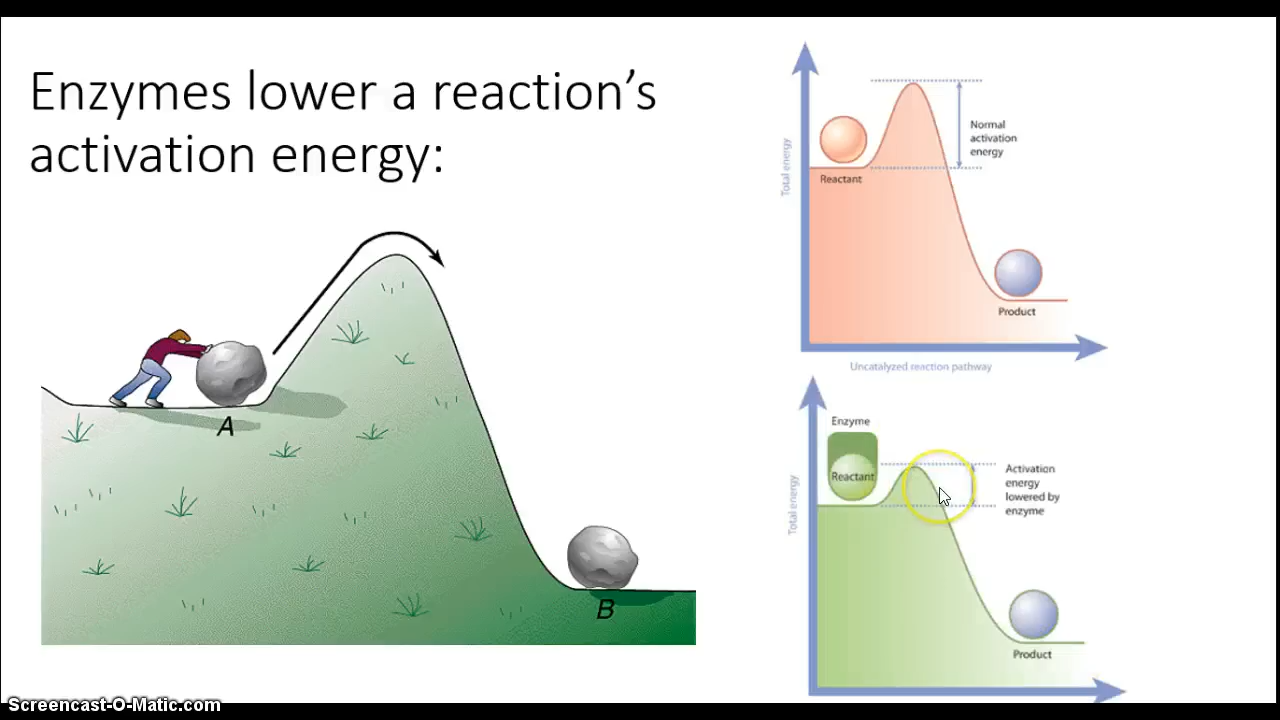 Enzymes lower a reaction’s
activation energy:
A
B
Total energy
Reactant
Normal
activation
energy
Product
Uncatalyzed reaction pathway
Total energy
Enzyme
Reactant
Activation
energy
lowered by
enzyme
Product
Screencast-O-Matic.com